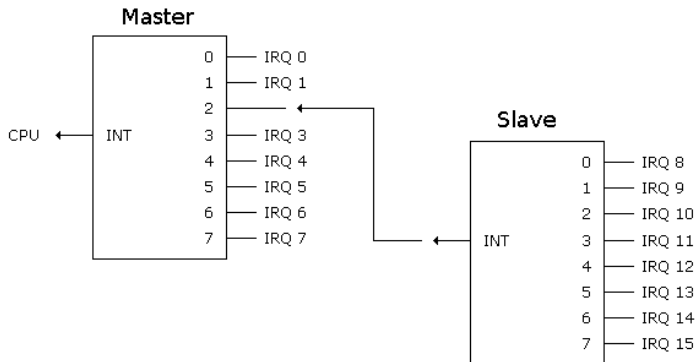 Master
0 IRQ 0
1 IRQ 1
2
CPU INT 3 IRQ 3
4 IRQ 4
5 IRQ 5
6 IRQ 6
7 IRQ 7
Slave
0 IRQ 8
1 IRQ 9
2 IRQ 10
INT 3 IRQ 11
4 IRQ 12
5 IRQ 13
6 IRQ 14
7 IRQ 15